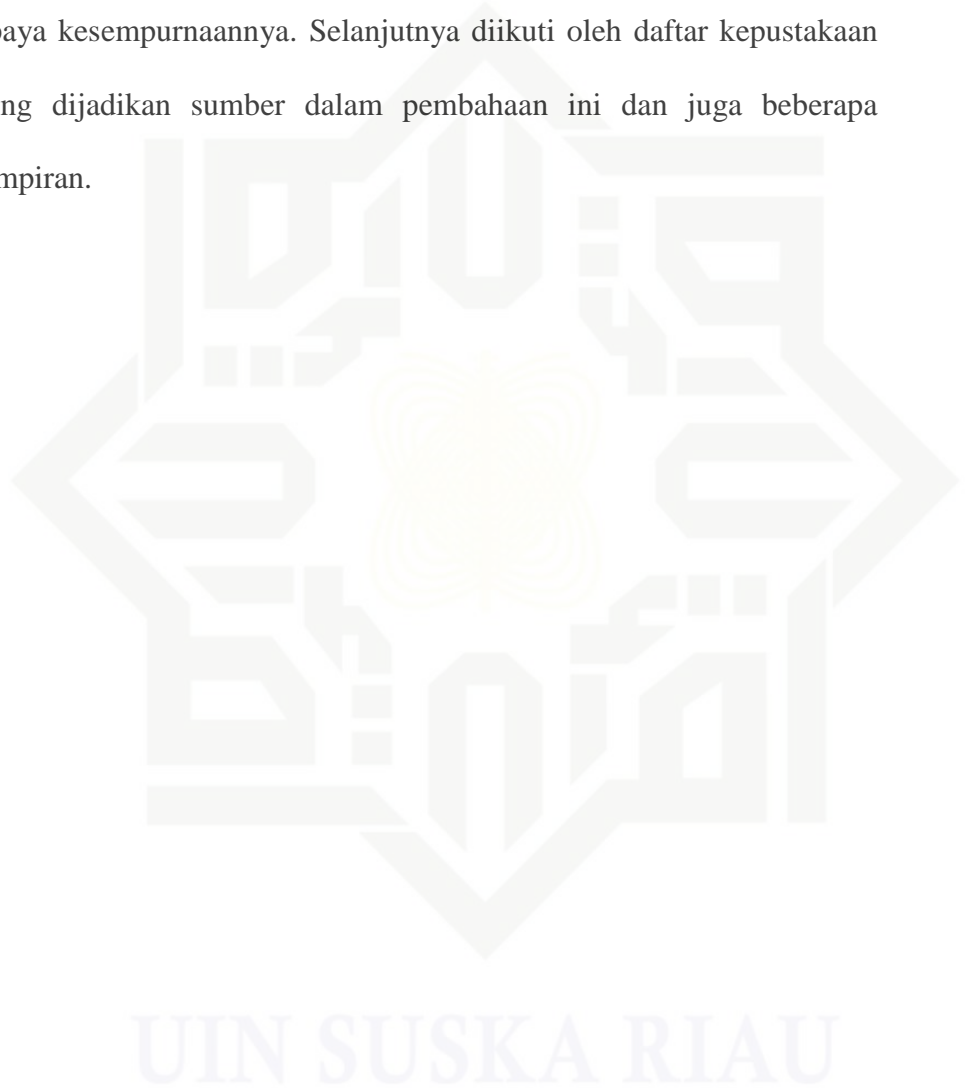 paya kesempurnaannya. Selanjutnya diikuti oleh daftar kepustakaan
ng dijadikan sumber dalam pembahaan ini dan juga beberapa
mpiran.
UIN SUSKA RIAU